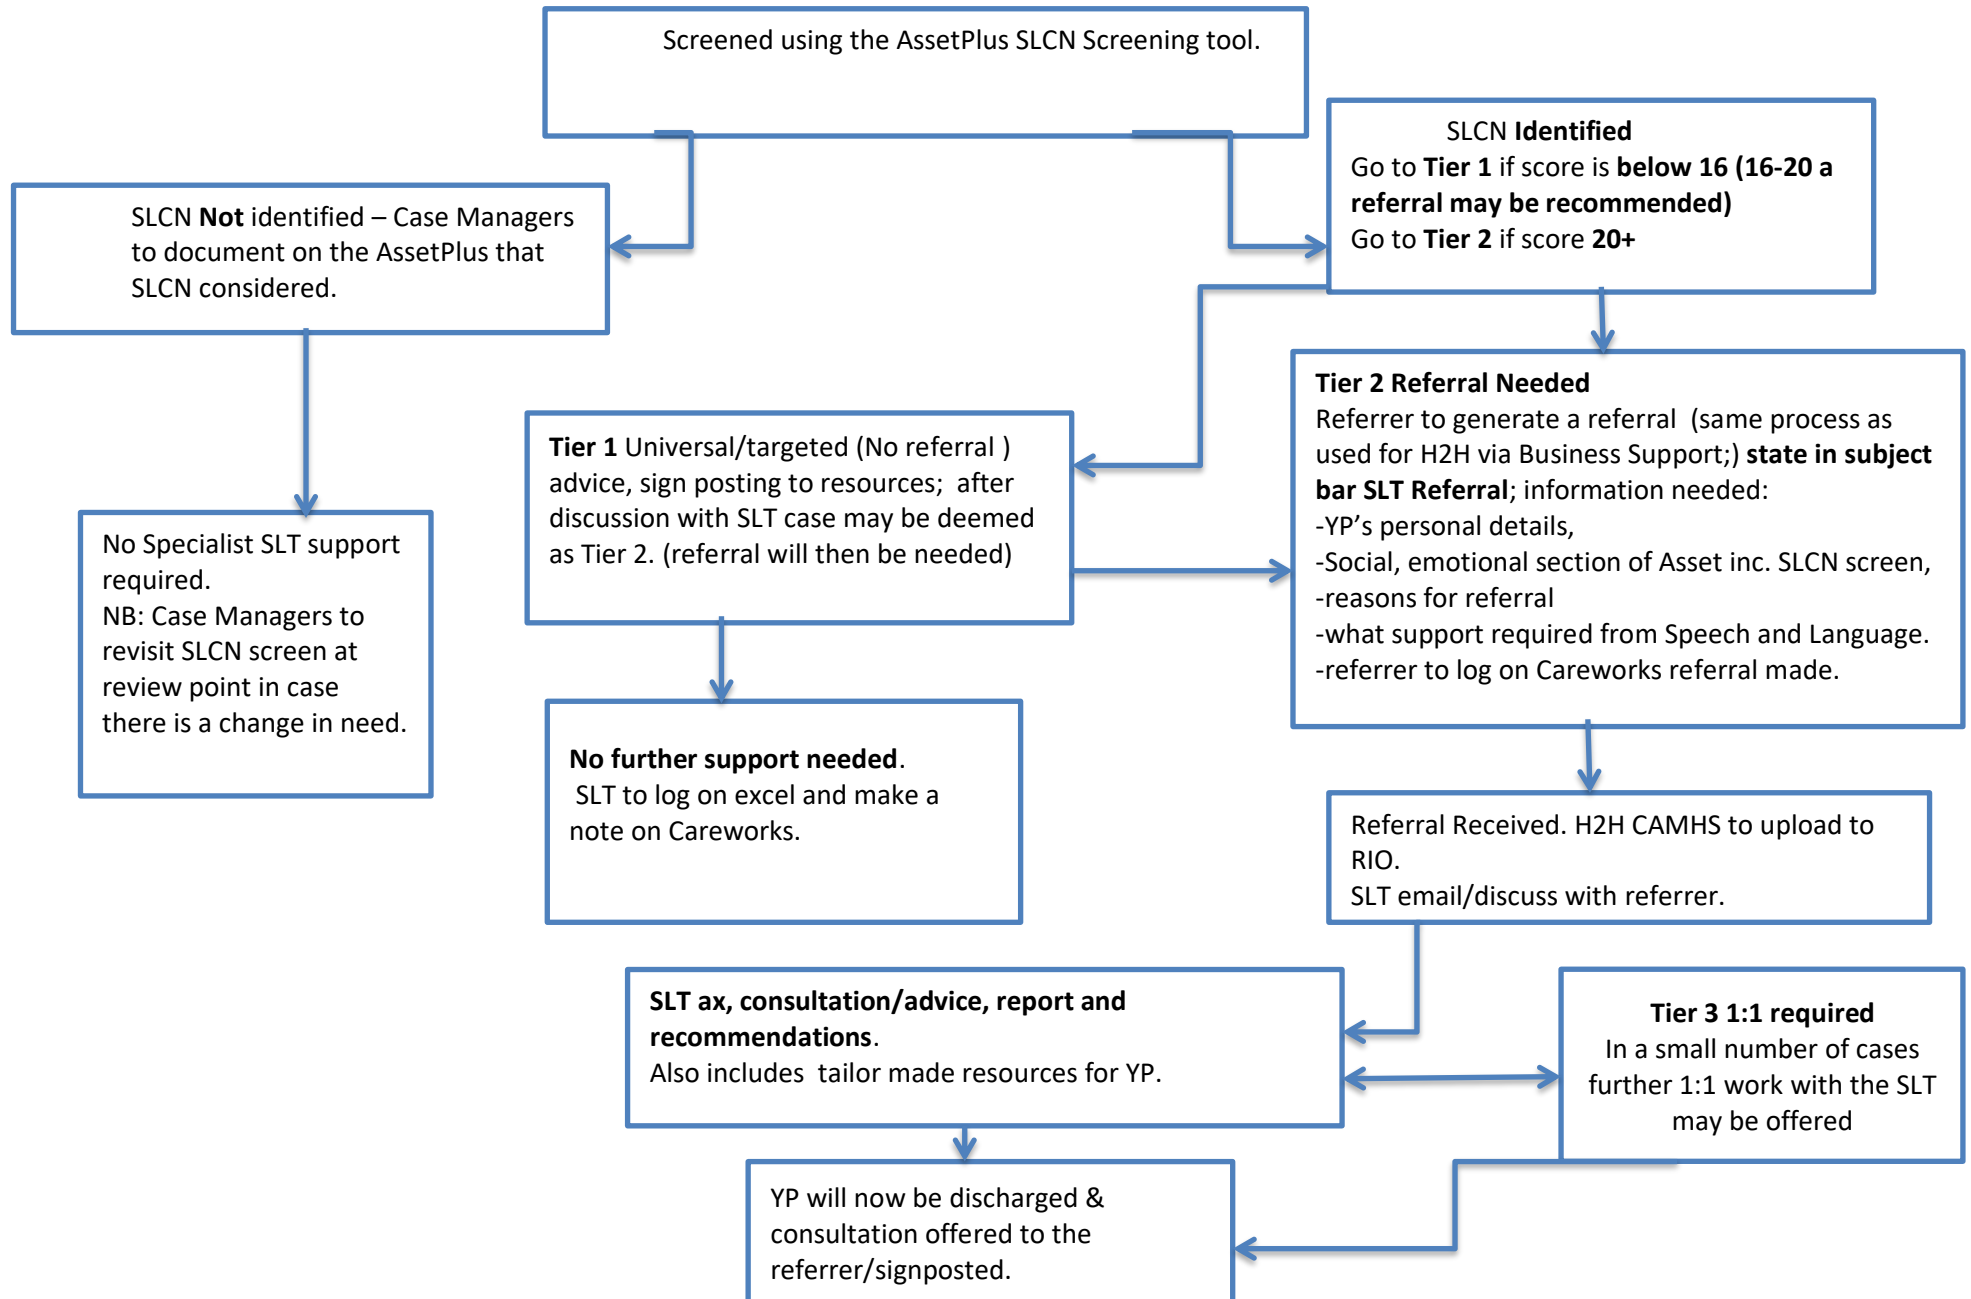 Screened using the AssetPlus SLCN Screening tool.
SLCN Identified
Go to Tier 1 if score is below 16 (16-20 a
referral may be recommended)
Go to Tier 2 if score 20+
SLCN Not identified – Case Managers
to document on the AssetPlus that
SLCN considered.
Tier 2 Referral Needed
Referrer to generate a referral  (same process as
used for H2H via Business Support;) state in subject
bar SLT Referral; information needed:
-YP’s personal details,
-Social, emotional section of Asset inc. SLCN screen,
-reasons for referral
-what support required from Speech and Language.
-referrer to log on Careworks referral made.
Tier 1 Universal/targeted (No referral )
advice, sign posting to resources;  after
discussion with SLT case may be deemed
as Tier 2. (referral will then be needed)
No Specialist SLT support
required.
NB: Case Managers to
revisit SLCN screen at
review point in case
there is a change in need.
No further support needed.
SLT to log on excel and make a
note on Careworks.
Referral Received. H2H CAMHS to upload to
RIO.
SLT email/discuss with referrer.
SLT ax, consultation/advice, report and
recommendations.
Also includes  tailor made resources for YP.
Tier 3 1:1 required
In a small number of cases
further 1:1 work with the SLT
may be offered
YP will now be discharged &
consultation offered to the
referrer/signposted.